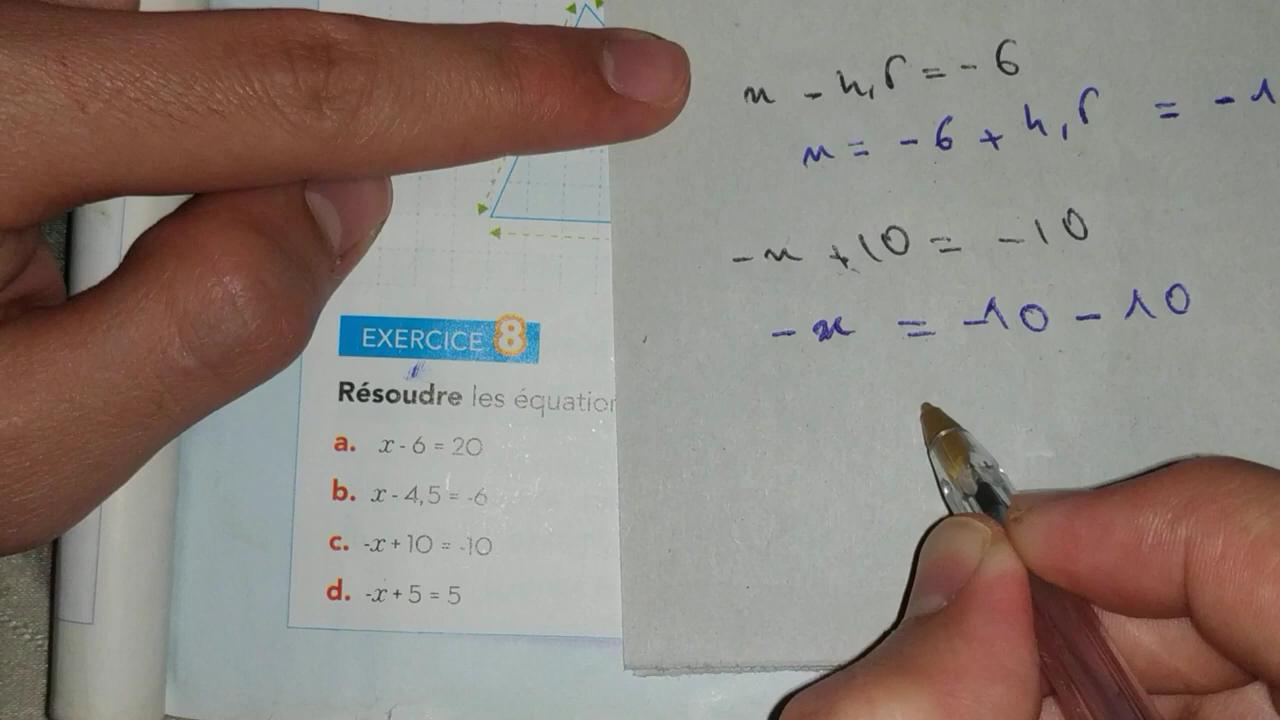 EXERCICE 8
Résoudre les équation
a. x - 6 = 20
b. x - 4,5 = -6
c. -x + 10 = -10
d. -x + 5 = 5
x - 4,5 = -6
x = -6 + 4,5 = -1
-x + 10 = -10
-x = -10 - 10